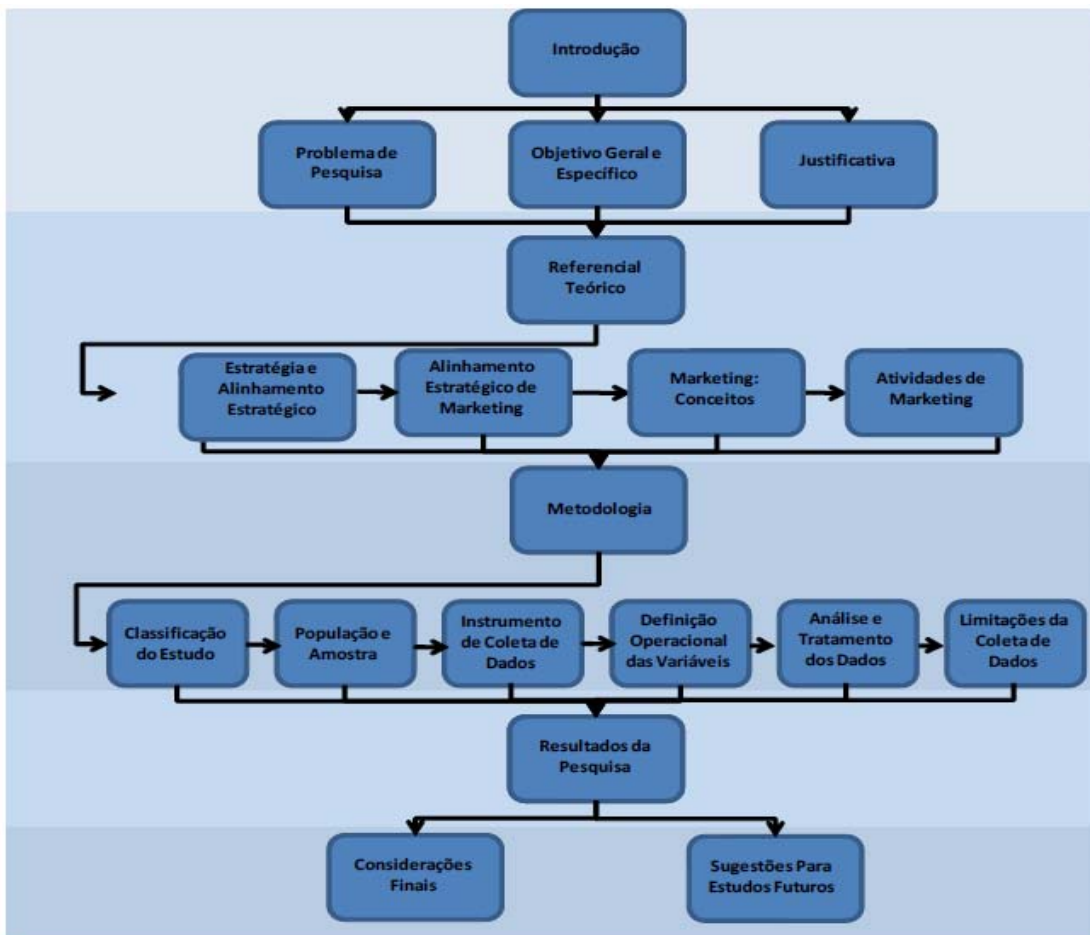 Introdução
Problema de
Pesquisa
Objetivo Geral e
Específico
Justificativa
Referencial
Teórico
Estratégia e
Alinhamento
Estratégico
Alinhamento
Estratégico de
Marketing
Marketing:
Conceitos
Atividades de
Marketing
Metodologia
Classificação
do Estudo
População e
Amostra
Instrumento
de Coleta de
Dados
Definição
Operacional
das Variáveis
Análise e
Tratamento
dos Dados
Limitações da
Coleta de
Dados
Resultados da
Pesquisa
Considerações
Finais
Sugestões Para
Estudos Futuros